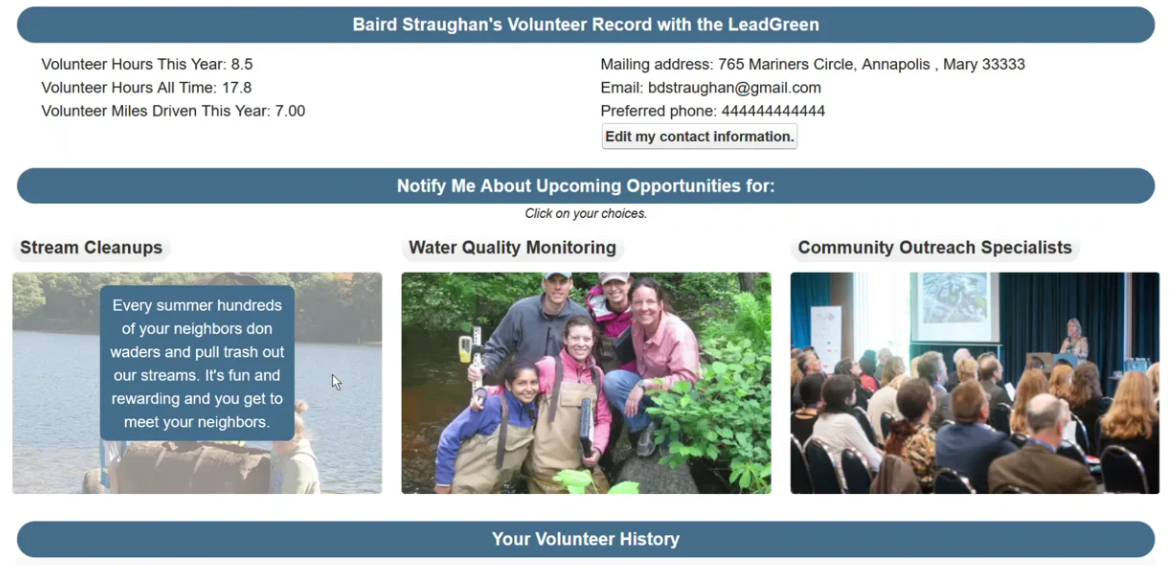 Baird Straughan's Volunteer Record with the LeadGreen
Volunteer Hours This Year: 8.5
Volunteer Hours All Time: 17.8
Volunteer Miles Driven This Year: 7.00
Mailing address: 765 Mariners Circle, Annapolis , Mary 33333
Email: bdstraughan@gmail.com
Preferred phone: 444444444444
Edit my contact information.
Notify Me About Upcoming Opportunities for:
Click on your choices.
Stream Cleanups
Every summer hundreds
of your neighbors don
waders and pull trash out
our streams. It's fun and
rewarding and you get to
meet your neighbors.
Water Quality Monitoring
Community Outreach Specialists
Your Volunteer History